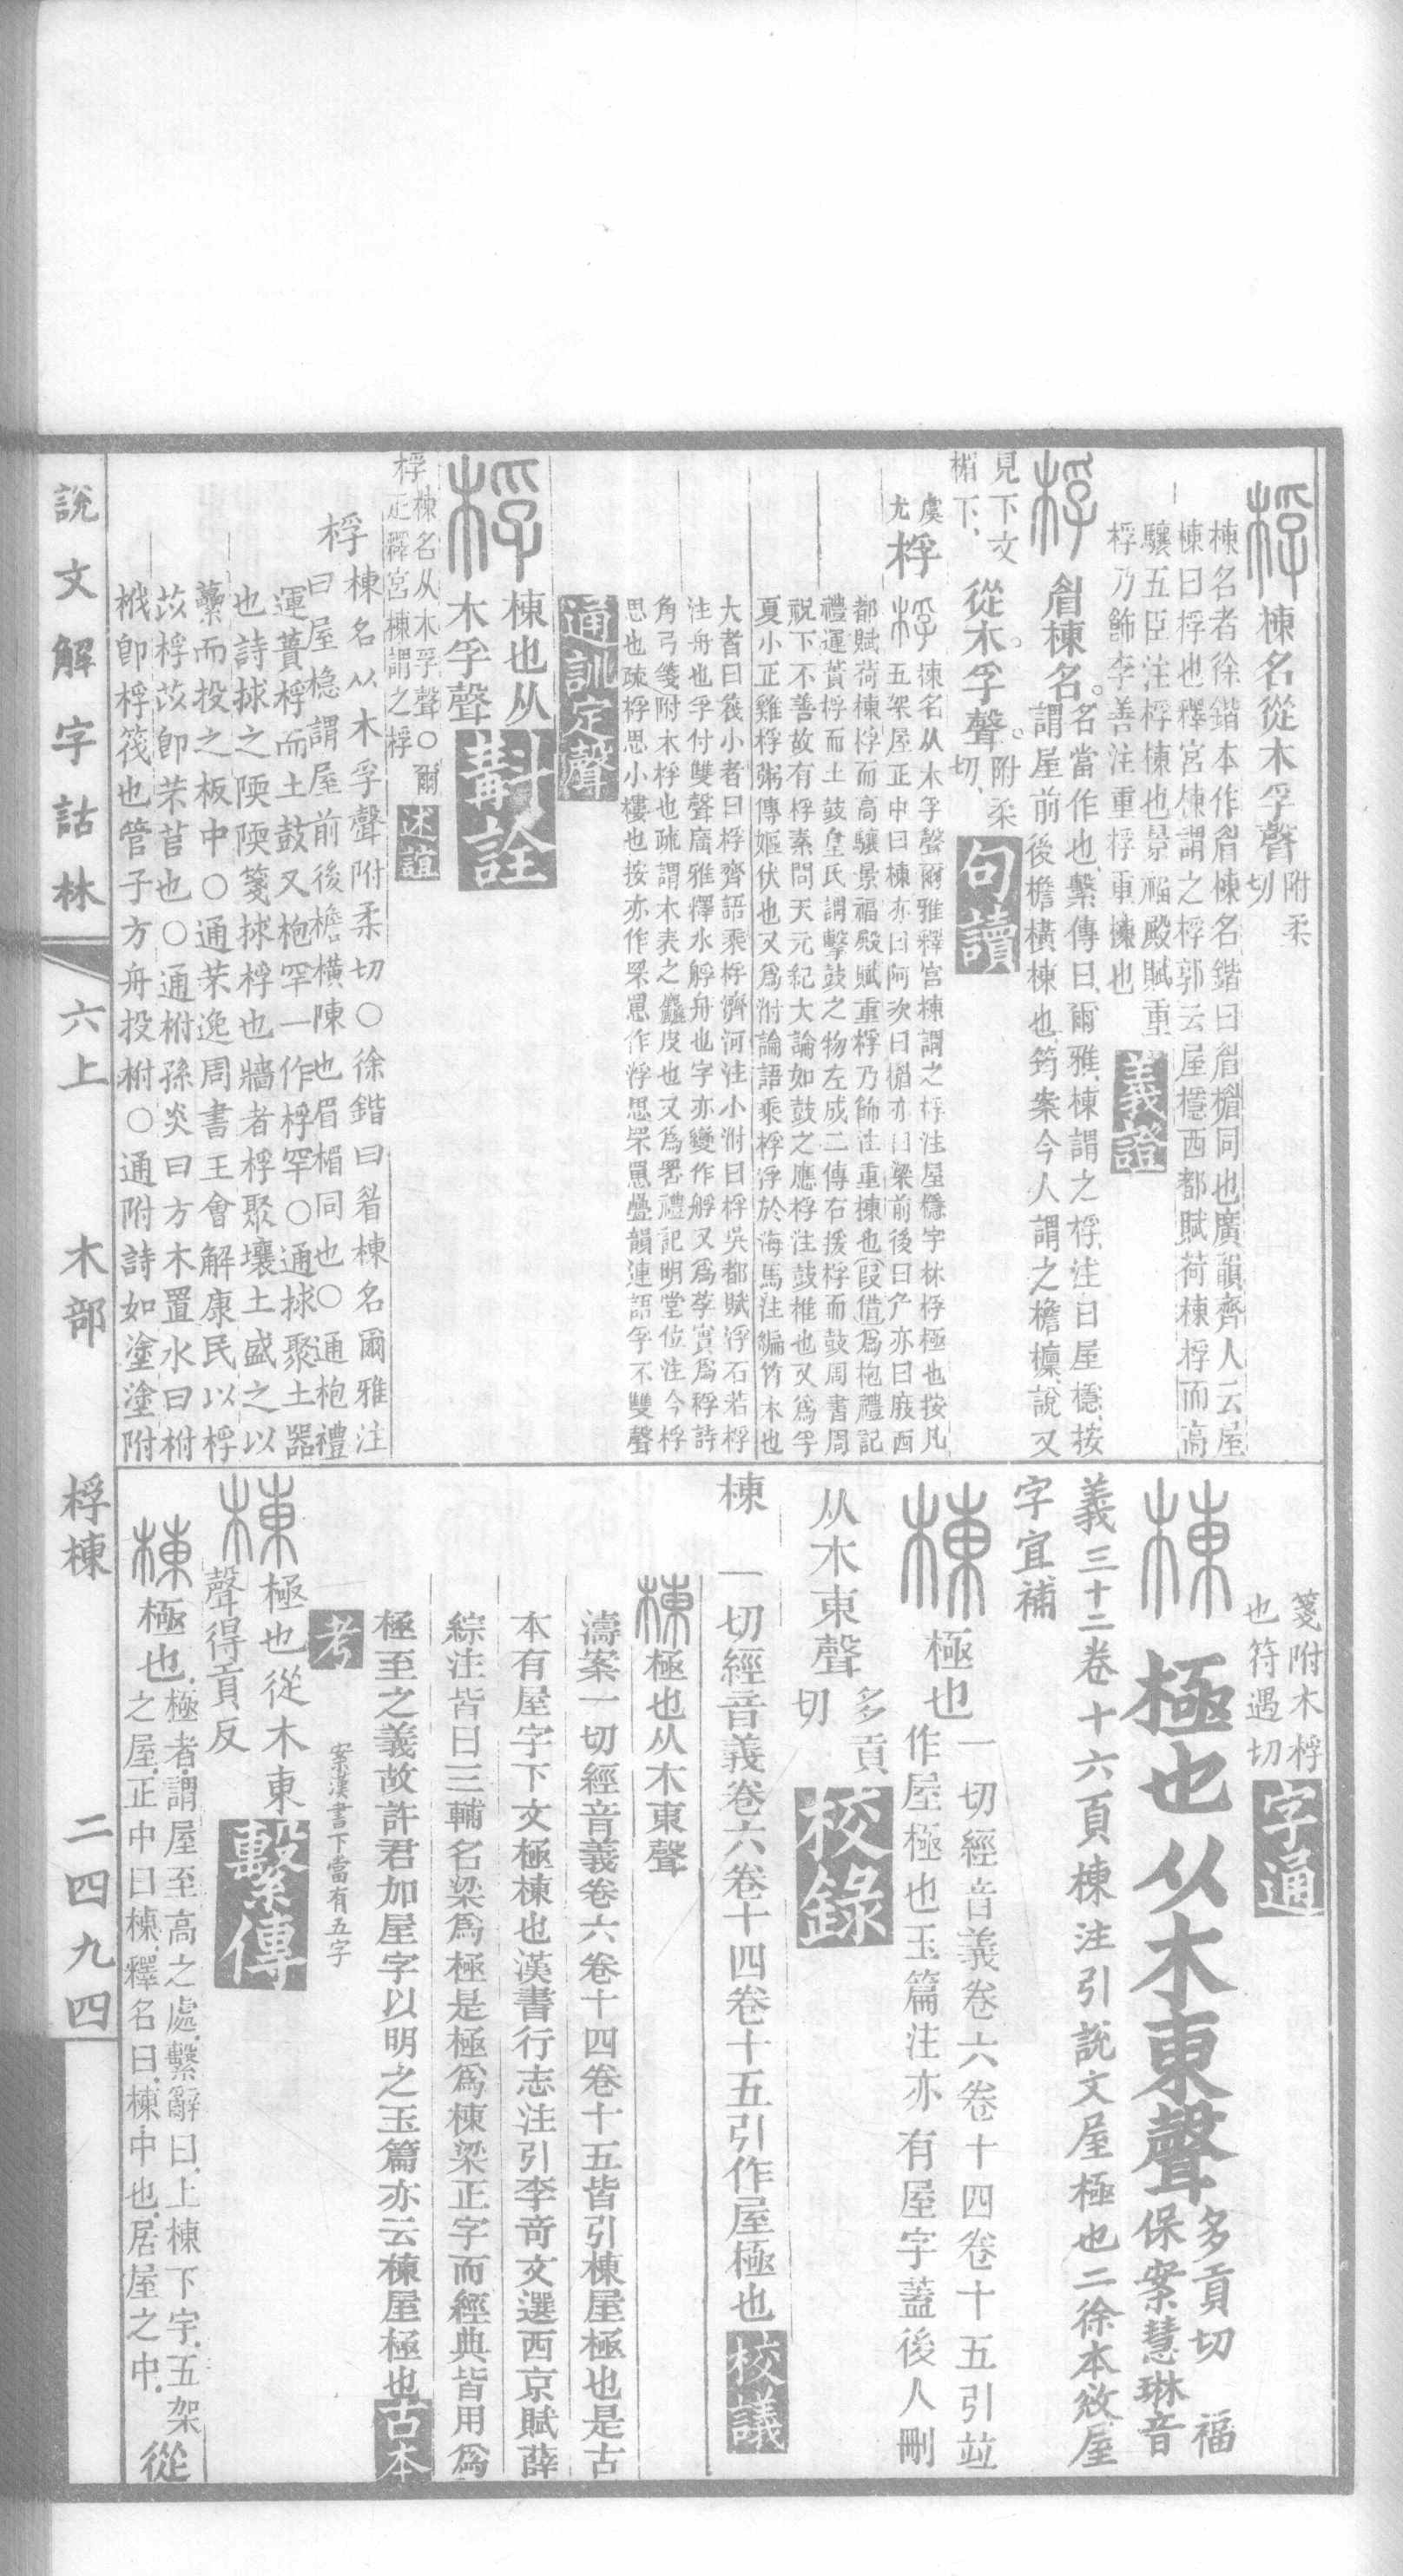 桴棟名從木孚聲附柔切
棟名者徐鍇本作眉棟名鍇曰眉楣同也廣韻齊人云屋
棟曰桴也釋宮棟謂之桴郭云屋檼西都賦荷棟桴而高
驤五臣注桴棟也景福殿賦重
桴乃飾李善注重桴重棟也
義證
桴眉棟名。名當作也、繫傳曰、爾雅、棟謂之桴、注曰屋檼、按
謂屋前後檐橫棟也、筠案今人謂之檐檁、說又
見下文
楣下、
從木孚聲。附柔切、
句讀
虞尤
桴
桴棟名从木孚聲爾雅釋宮棟謂之桴注屋檼字林桴極也按凡
五架屋正中曰棟亦曰阿次曰楣亦曰梁前後曰庎亦曰庪西
都賦荷棟桴而高驤景福殿賦重桴乃飾注重棟也叚借爲枹禮記
禮運蕢桴而土鼓皇氏謂擊鼓之物左成二傳右援桴而鼓周書周
祝下不善故有桴素問天元紀大論如鼓之應桴注鼓椎也又爲孚
夏小正雞桴粥傳嫗伏也又爲泭論語乘桴浮於海馬注編竹木也
大者曰筏小者曰桴齊語乘桴濟河注小泭曰桴吳都賦浮石若桴
注舟也孚付雙聲廣雅釋水艀舟也字亦變作艀又爲莩實爲稃詩
角弓箋附木桴也疏謂木表之麤皮也又爲罘禮記明堂位注今桴
思也疏桴思小樓也按亦作罘罳作浮思罘罳疊韻連語孚不雙聲
通訓定聲
桴棟也从
木孚聲
斠詮
棟名从木孚聲○爾
桴疋釋宮棟謂之桴
述誼
桴棟名从木孚聲附柔切○徐鍇曰眉棟名爾雅注
曰屋檼謂屋前後檐橫陳也眉楣同也○通枹禮
運蕢桴而土鼓又枹罕一作桴罕○通捄聚土器
也詩捄之陾陾箋捄桴也牆者桴聚壤土盛之以
虆而投之板中○通芣逸周書王會解康民以桴
苡桴苡卽芣苢也○通柎孫炎曰方木置水曰柎
栰卽桴筏也管子方舟投柎○通附詩如塗塗附
箋附木桴
也符遇切
字通
棟極也从木東聲多貢切 福
保案慧琳音
義三十二卷十六頁棟注引說文屋極也二徐本敓屋
字宜補
棟極也一切經音義卷六卷十四卷十五引竝
作屋極也玉篇注亦有屋字蓋後人刪
从木東聲多貢切
校錄
棟一切經音義卷六卷十四卷十五引作屋極也
校議
棟極也从木東聲
濤案一切經音義卷六卷十四卷十五皆引棟屋極也是古
本有屋字下文極棟也漢書行志注引李奇文選西京賦薛
綜注皆曰三輔名梁爲極是極爲棟梁正字而經典皆用爲
極至之義故許君加屋字以明之玉篇亦云棟屋極也
古本
考
案漢書下當有五字
棟極也從木東
聲得貢反
繫傳
棟極也、極者、謂屋至高之處、繫辭曰、上棟下宇、五架
之屋、正中曰棟、釋名曰、棟、中也、居屋之中、
從
說文解字詁林 六上 木部 桴棟 二四九四